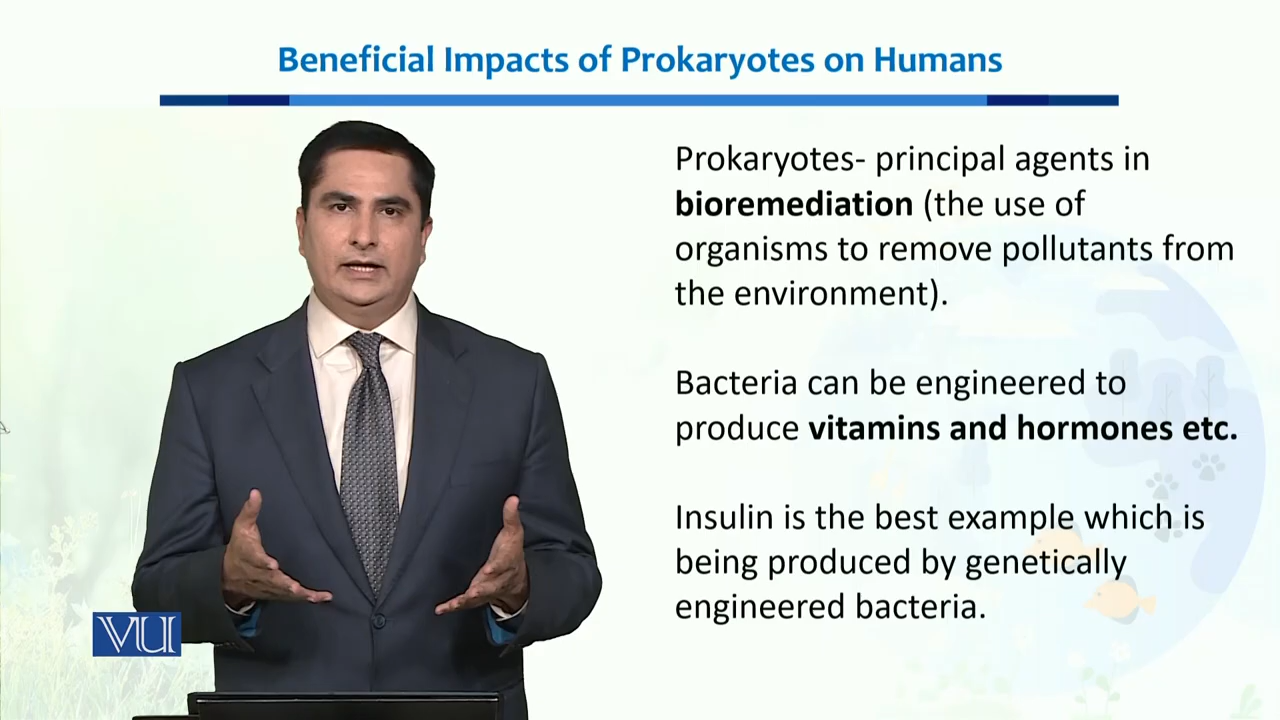 Beneficial Impacts of Prokaryotes on Humans
Prokaryotes- principal agents in
bioremediation (the use of
organisms to remove pollutants from
the environment).
Bacteria can be engineered to
produce vitamins and hormones etc.
Insulin is the best example which is
being produced by genetically
engineered bacteria.
VU